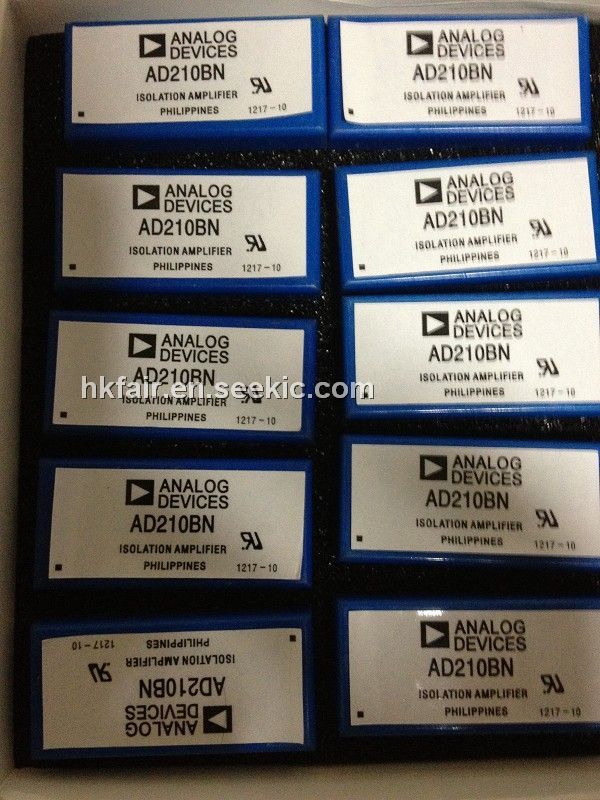 ANALOG
DEVICES
AD210BN
ISOLATION AMPLIFIER
PHILIPPINES 1217-10
ANALOG
DEVICES
AD210BN
ISOLATION AMPLIFIER
PHILIPPINES 1217-10
ANALOG
DEVICES
AD210BN
ISOLATION AMPLIFIER
PHILIPPINES 1217-10
ANALOG
DEVICES
AD210BN
ISOLATION AMPLIFIER
PHILIPPINES 1217-10
ANALOG
DEVICES
AD210BN
hkfair.en.seekic.com
ISOLATION AMPLIFIER
PHILIPPINES 1217-10
ANALOG
DEVICES
AD210BN
ISOLATION AMPLIFIER
PHILIPPINES 1217-10
ANALOG
DEVICES
AD210BN
ISOLATION AMPLIFIER
PHILIPPINES 1217-10
ANALOG
DEVICES
AD210BN
ISOLATION AMPLIFIER
PHILIPPINES 1217-10
ANALOG
DEVICES
AD210BN
ISOLATION AMPLIFIER
PHILIPPINES 1217-10
ANALOG
DEVICES
AD210BN
ISOLATION AMPLIFIER
PHILIPPINES 1217-10